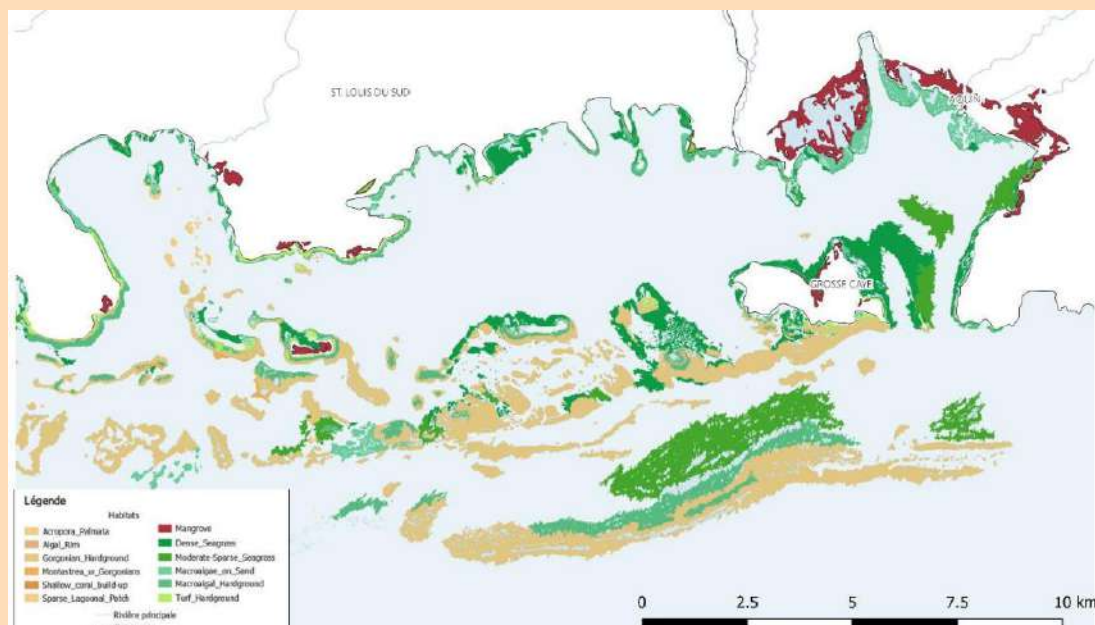 ST. LOUIS DU SUD
AQUIN
GROSSE CAYE
Légende
Habitats
Acropora_Palmata
Algal_Rim
Gorgonian_Hardground
Montastrea_w_Gorgonians
Shallow_coral_build-up
Sparse_Lagoonal_Patch
Mangrove
Dense_Seagrass
Moderate-Sparse_Seagrass
Macroalgae_on_Sand
Macroalgal_Hardground
Turf_Hardground
Rivière principale
0 2.5 5 7.5 10 km